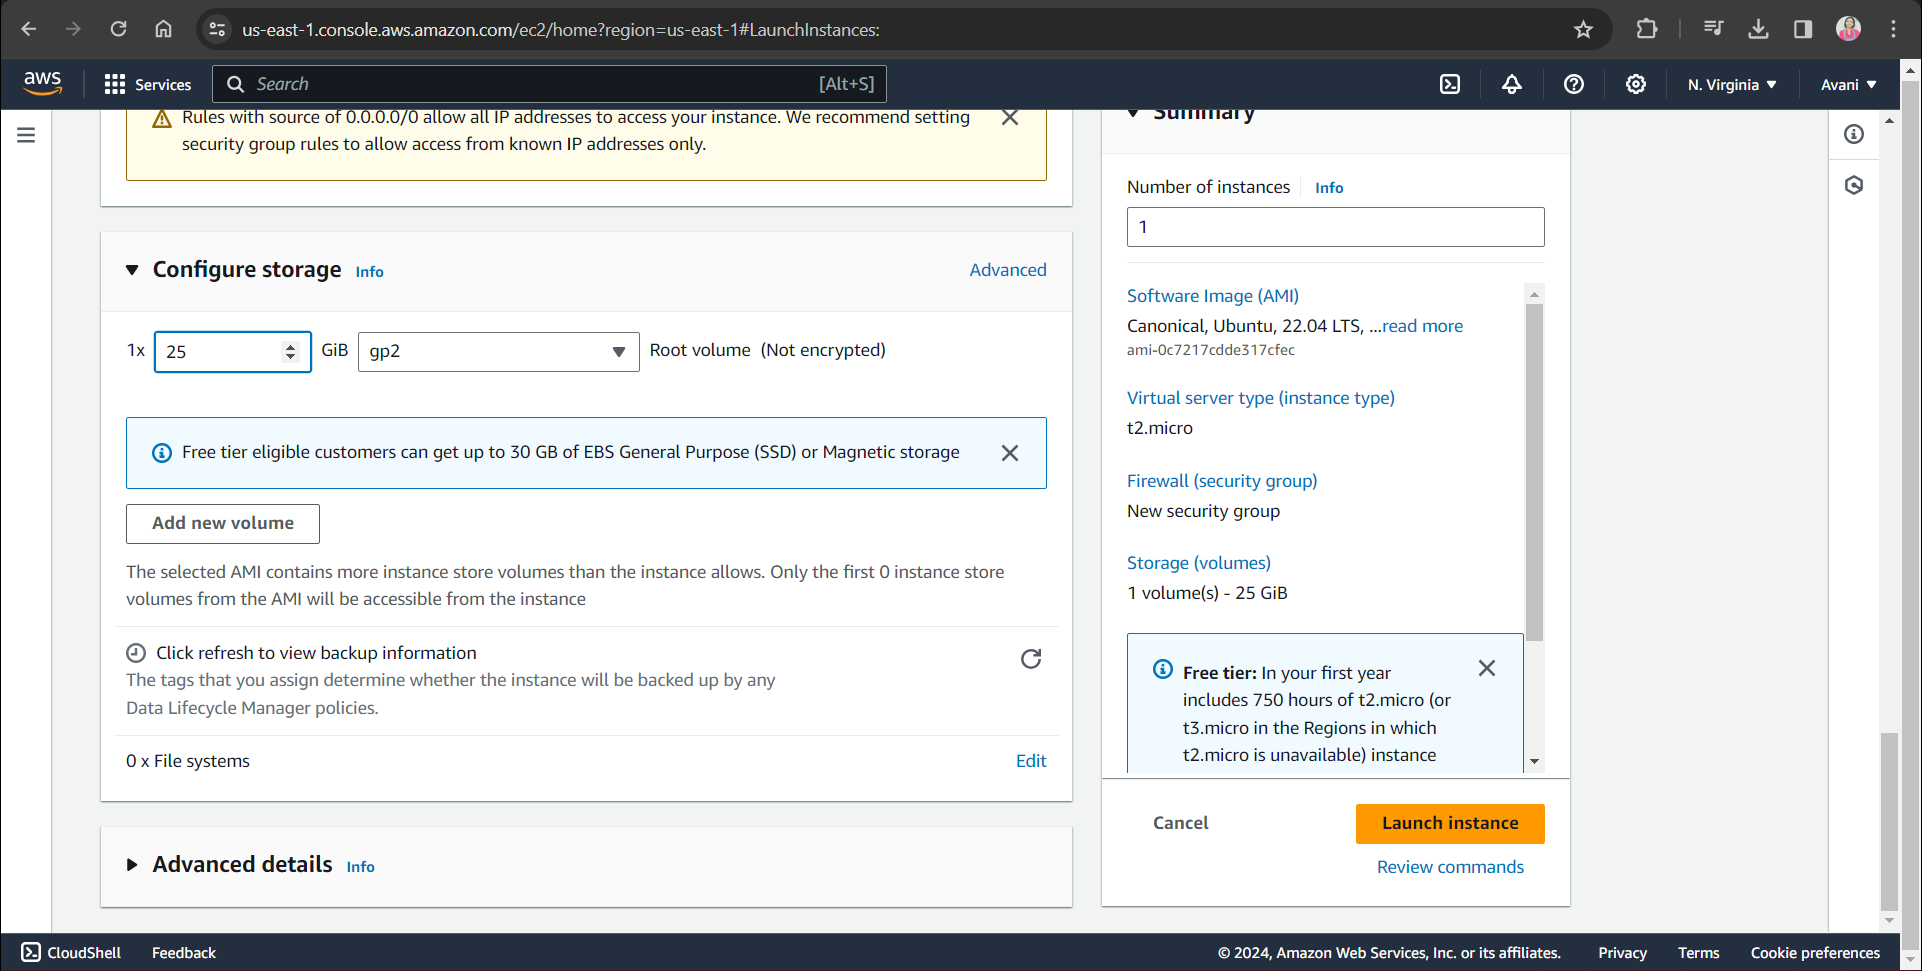 us-east-1.console.aws.amazon.com/ec2/home?region=us-east-1#LaunchInstances:
aws
Services
Search
[Alt+S]
N. Virginia
Avani
Rules with source of 0.0.0.0/0 allow all IP addresses to access your instance. We recommend setting
security group rules to allow access from known IP addresses only.
Configure storage
Info
Advanced
1x
25
GiB
gp2
Root volume (Not encrypted)
Free tier eligible customers can get up to 30 GB of EBS General Purpose (SSD) or Magnetic storage
Add new volume
The selected AMI contains more instance store volumes than the instance allows. Only the first 0 instance store
volumes from the AMI will be accessible from the instance
Click refresh to view backup information
The tags that you assign determine whether the instance will be backed up by any
Data Lifecycle Manager policies.
0 x File systems
Edit
Advanced details
Info
Summary
Number of instances
Info
1
Software Image (AMI)
Canonical, Ubuntu, 22.04 LTS, ...read more
ami-0c7217cdde317cfec
Virtual server type (instance type)
t2.micro
Firewall (security group)
New security group
Storage (volumes)
1 volume(s) - 25 GiB
Free tier: In your first year
includes 750 hours of t2.micro (or
t3.micro in the Regions in which
t2.micro is unavailable) instance
Cancel
Launch instance
Review commands
CloudShell
Feedback
© 2024, Amazon Web Services, Inc. or its affiliates.
Privacy
Terms
Cookie preferences